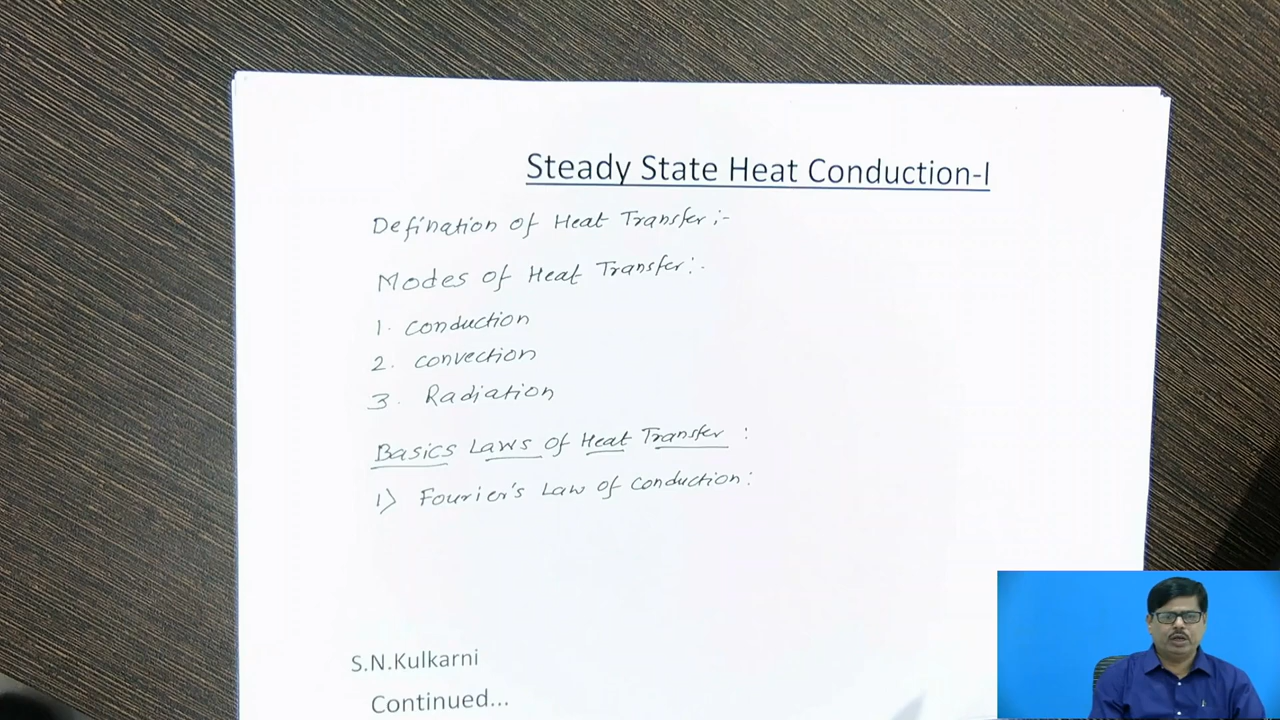 Steady State Heat Conduction-I
Defination of Heat Transfer :-
Modes of Heat Transfer :-
1. Conduction
2. Convection
3. Radiation
Basics Laws of Heat Transfer :
1) Fourier's Law of Conduction :
S.N.Kulkarni
Continued...